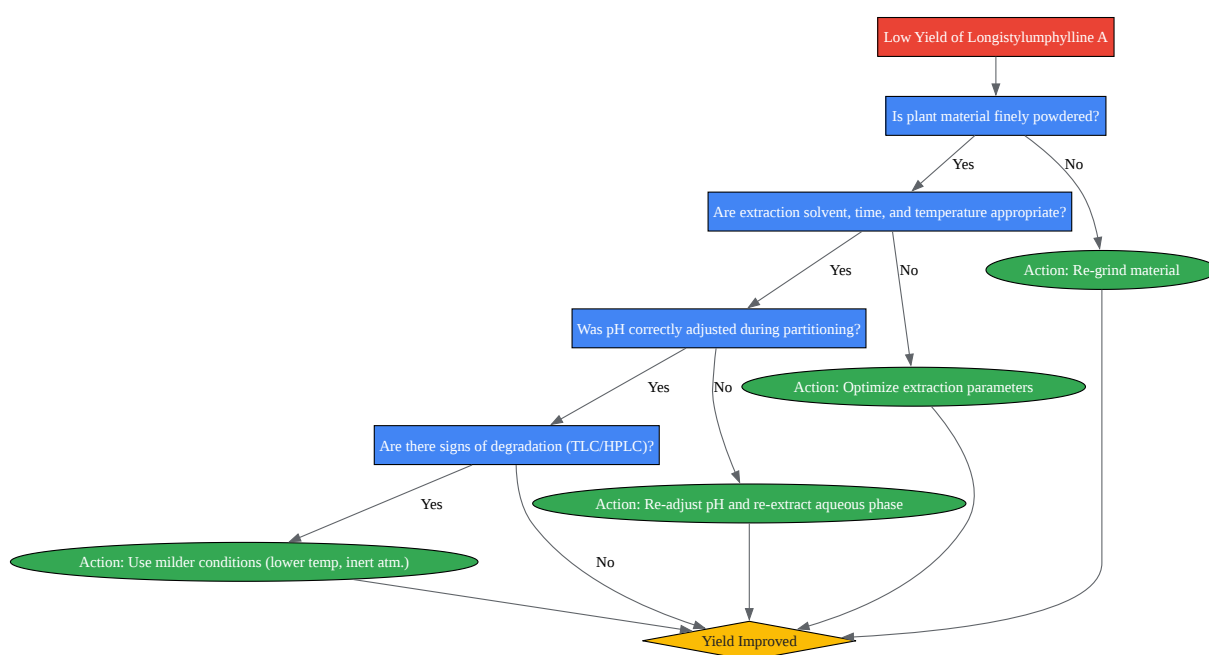 Low Yield of Longistylumphylline A
Is plant material finely powdered?
Yes
No
Are extraction solvent, time, and temperature appropriate?
Action: Re-grind material
Yes
No
Was pH correctly adjusted during partitioning?
Action: Optimize extraction parameters
Yes
No
Are there signs of degradation (TLC/HPLC)?
Action: Re-adjust pH and re-extract aqueous phase
Yes
No
Action: Use milder conditions (lower temp, inert atm.)
Yield Improved